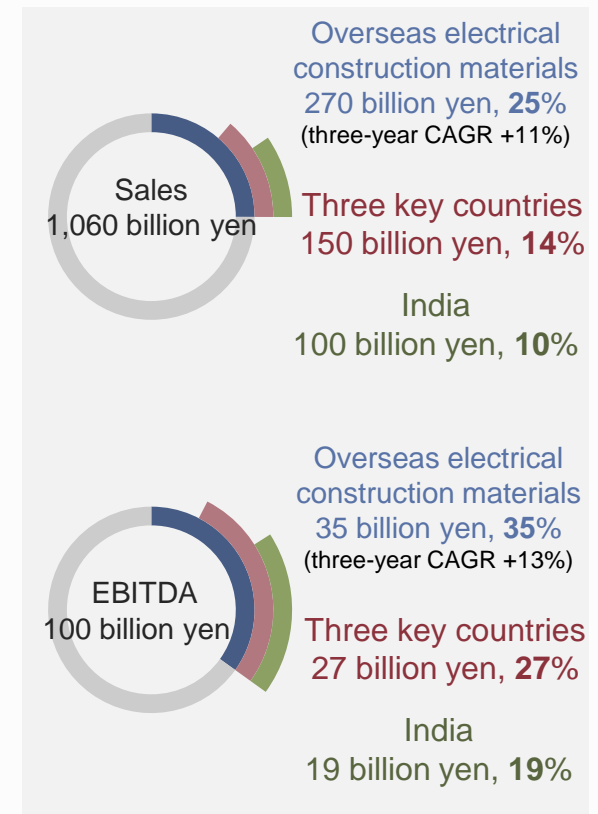 Overseas electrical
construction materials
270 billion yen, 25%
(three-year CAGR +11%)
Sales
1,060 billion yen
Three key countries
150 billion yen, 14%
India
100 billion yen, 10%
Overseas electrical
construction materials
35 billion yen, 35%
(three-year CAGR +13%)
EBITDA
100 billion yen
Three key countries
27 billion yen, 27%
India
19 billion yen, 19%